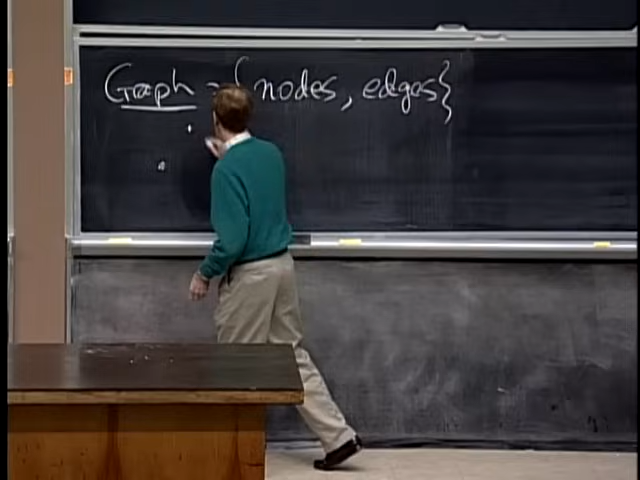 Graph = {nodes, edges}